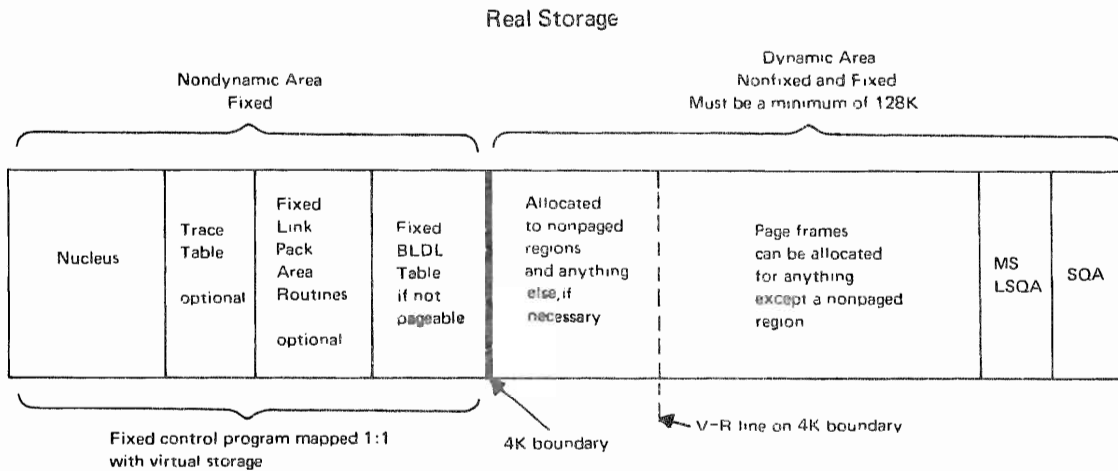 Real Storage
Nondynamic Area
Fixed
Dynamic Area
Nonfixed and Fixed
Must be a minimum of 128K
Nucleus
Trace
Table
optional
Fixed
Link
Pack
Area
Routines
optional
Fixed
BLDL
Table
if not
pageable
Allocated
to nonpaged
regions
and anything
else, if
necessary
Page frames
can be allocated
for anything
except a nonpaged
region
MS
LSQA
SQA
Fixed control program mapped 1:1
with virtual storage
4K boundary
V-R line on 4K boundary